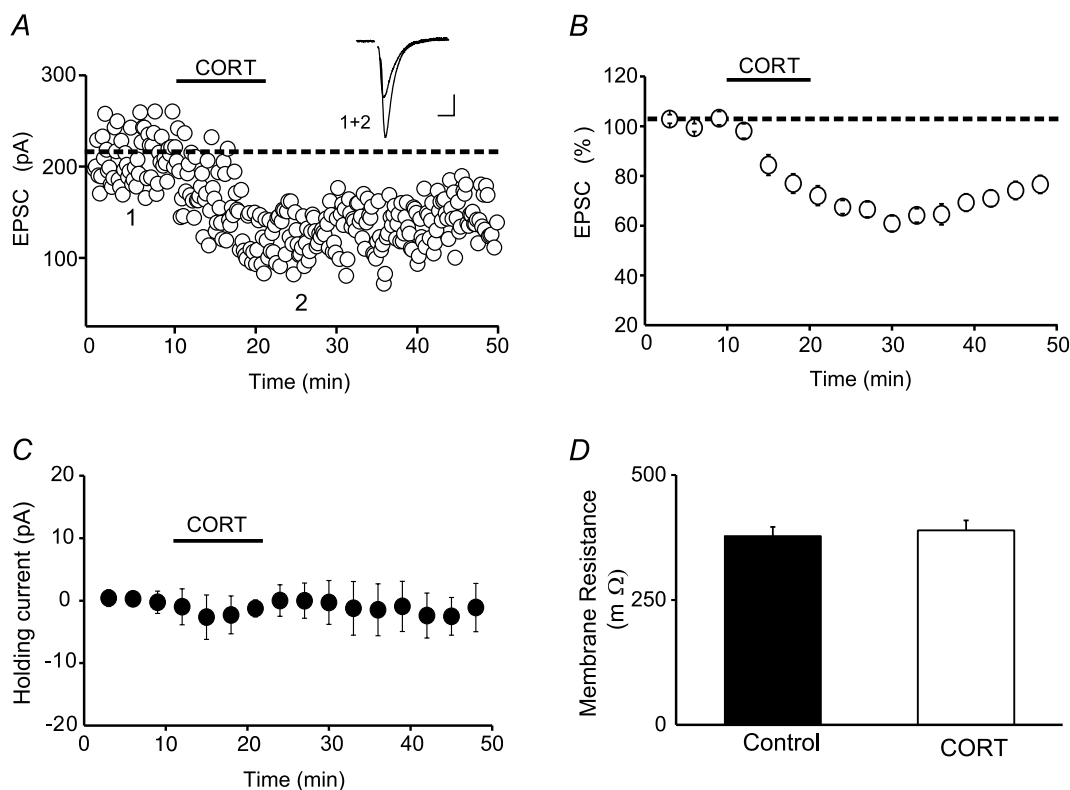 A
CORT
300
200
100
EPSC (pA)
1
2
1+2
0 10 20 30 40 50
Time (min)
B
CORT
120
100
80
60
40
20
EPSC (%)
0 10 20 30 40 50
Time (min)
C
CORT
20
10
0
-10
-20
Holding current (pA)
0 10 20 30 40 50
Time (min)
D
500
250
0
Membrane Resistance
(m Ω)
Control CORT